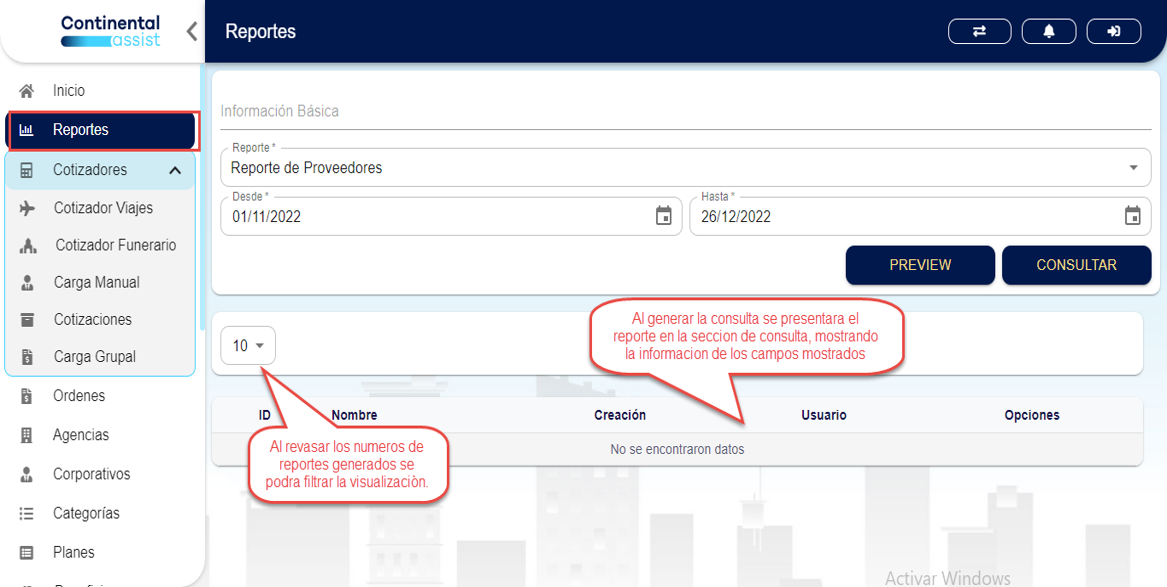 Continental
assist
Reportes
Inicio
Reportes
Cotizadores
Cotizador Viajes
Cotizador Funerario
Carga Manual
Cotizaciones
Carga Grupal
Ordenes
Agencias
Corporativos
Categorías
Planes
Información Básica
Reporte *
Reporte de Proveedores
Desde *
01/11/2022
Hasta *
26/12/2022
PREVIEW
CONSULTAR
Al generar la consulta se presentara el
reporte en la seccion de consulta, mostrando
la informacion de los campos mostrados
10
ID Nombre Creación Usuario Opciones
No se encontraron datos
Al revasar los numeros de
reportes generados se
podra filtrar la visualizaciòn.
Activar Windows